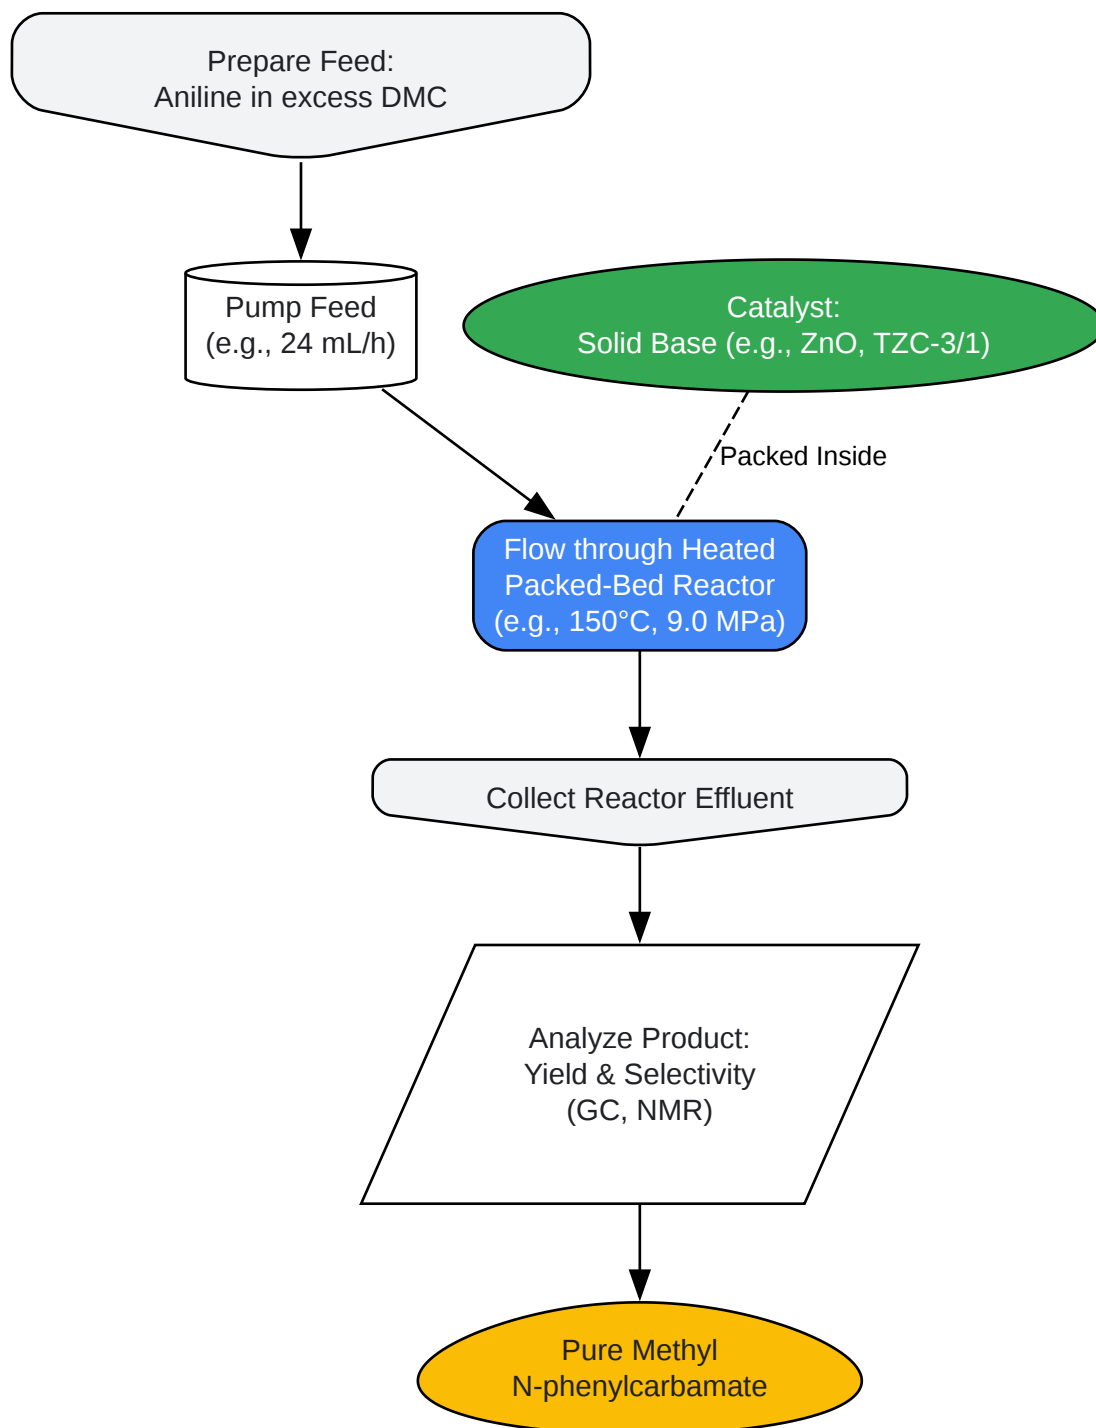 Prepare Feed:
Aniline in excess DMC
Pump Feed
(e.g., 24 mL/h)
Catalyst:
Solid Base (e.g., ZnO, TZC-3/1)
Packed Inside
Flow through Heated
Packed-Bed Reactor
(e.g., 150°C, 9.0 MPa)
Collect Reactor Effluent
Analyze Product:
Yield & Selectivity
(GC, NMR)
Pure Methyl
N-phenylcarbamate